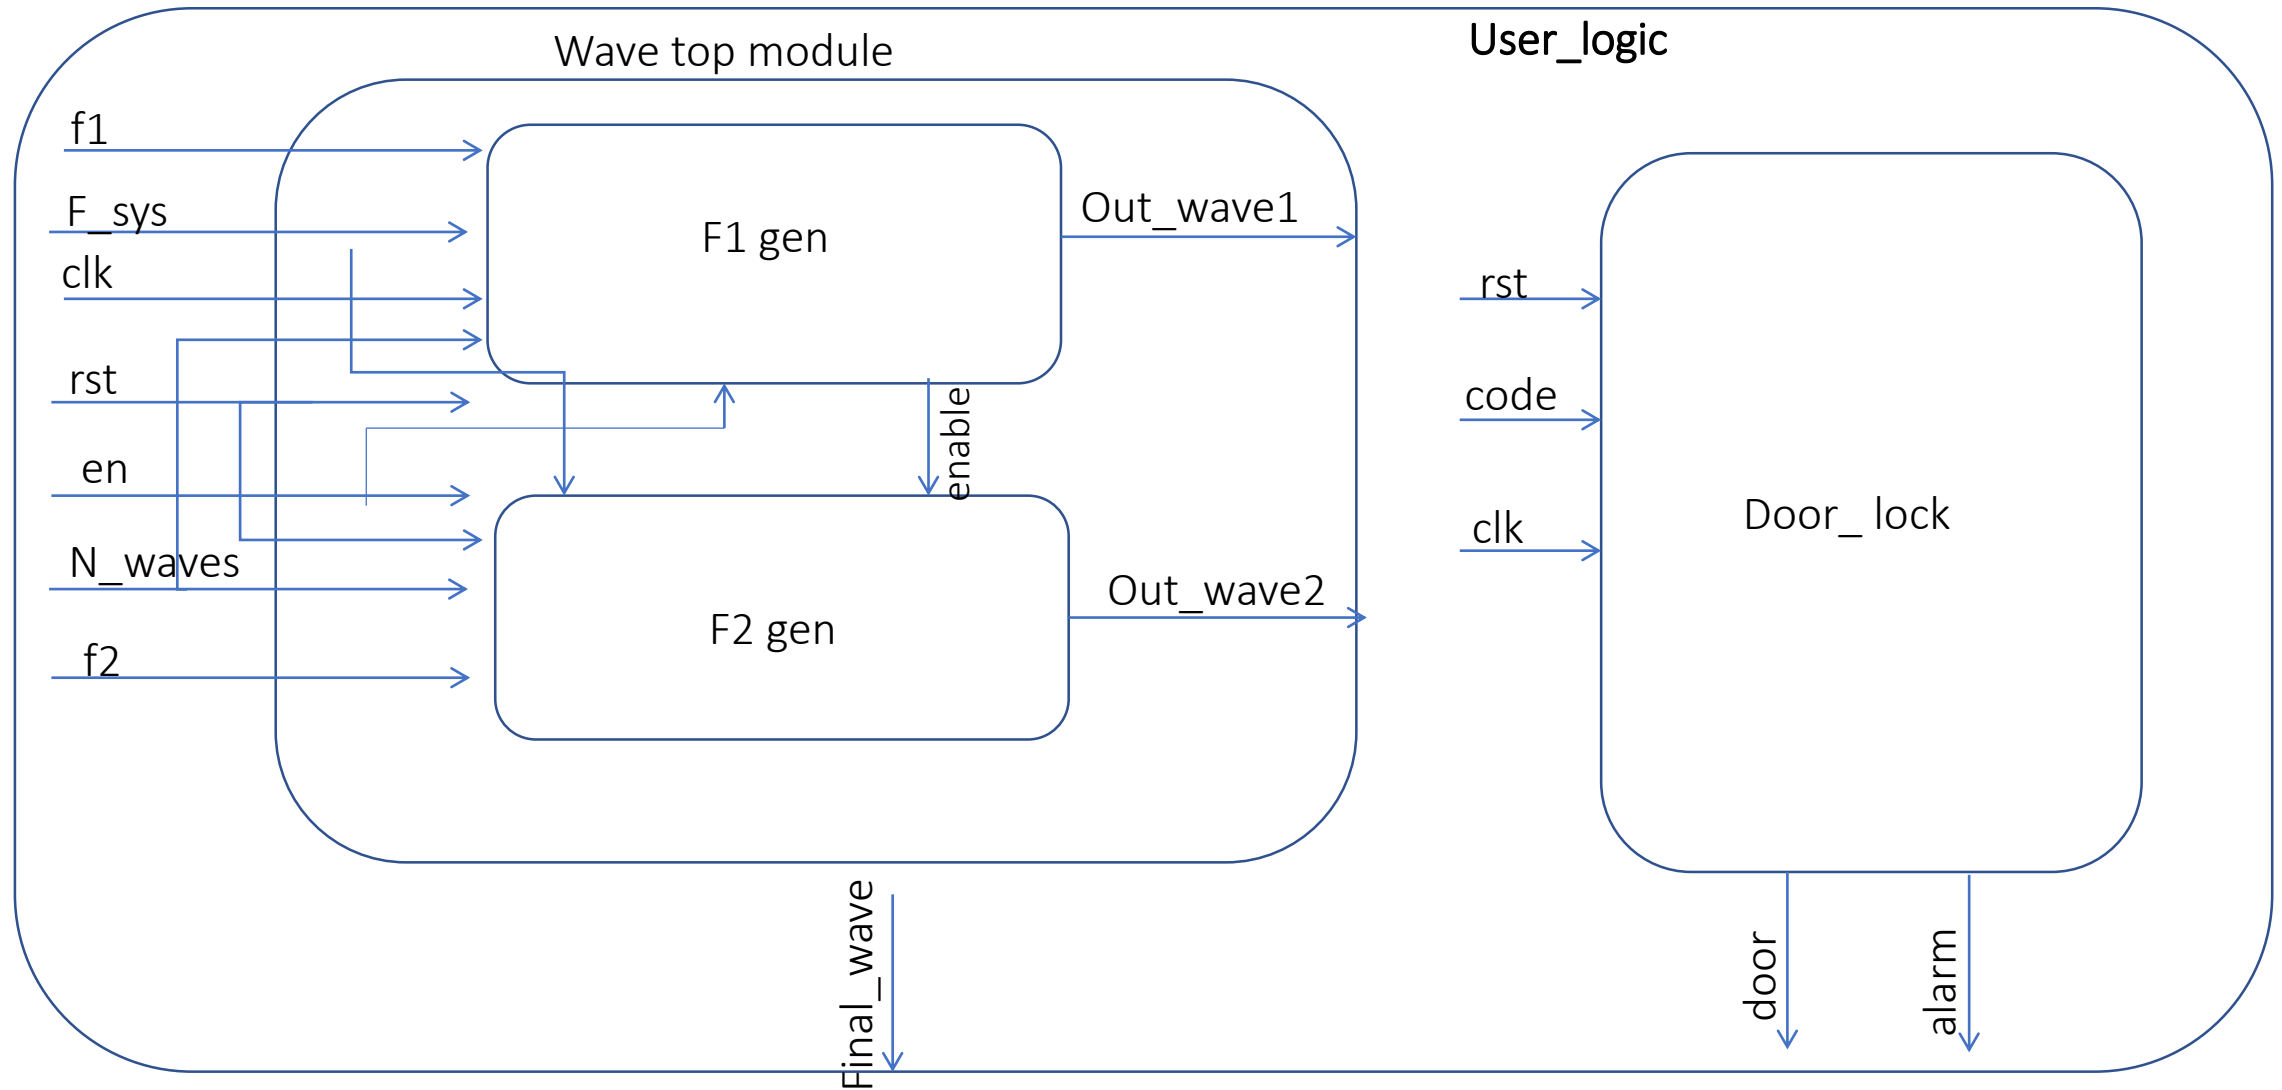 User_logic
Wave top module
f1
F_sys
clk
rst
en
N_waves
f2
F1 gen
Out_wave1
enable
F2 gen
Out_wave2
Final_wave
rst
code
clk
Door_ lock
door
alarm